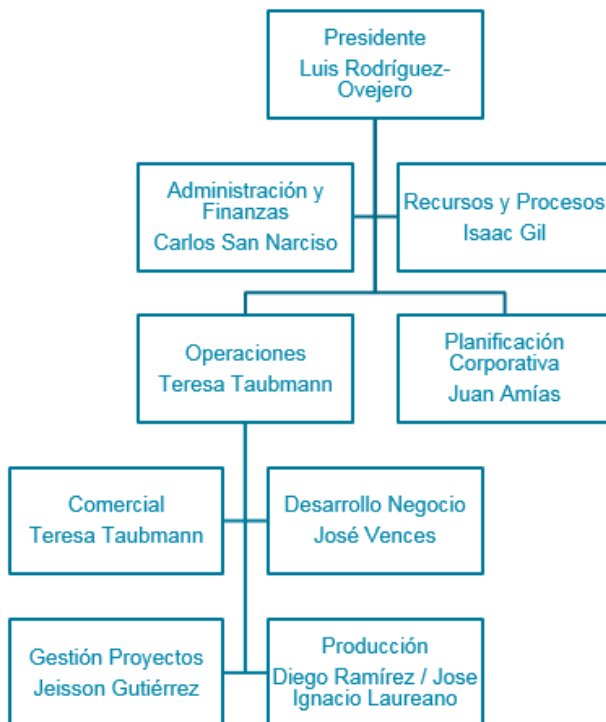 Presidente
Luis Rodríguez-
Ovejero
Administración y
Finanzas
Carlos San Narciso
Recursos y Procesos
Isaac Gil
Operaciones
Teresa Taubmann
Planificación
Corporativa
Juan Amías
Comercial
Teresa Taubmann
Desarrollo Negocio
José Vences
Gestión Proyectos
Jeisson Gutiérrez
Producción
Diego Ramírez / Jose
Ignacio Laureano